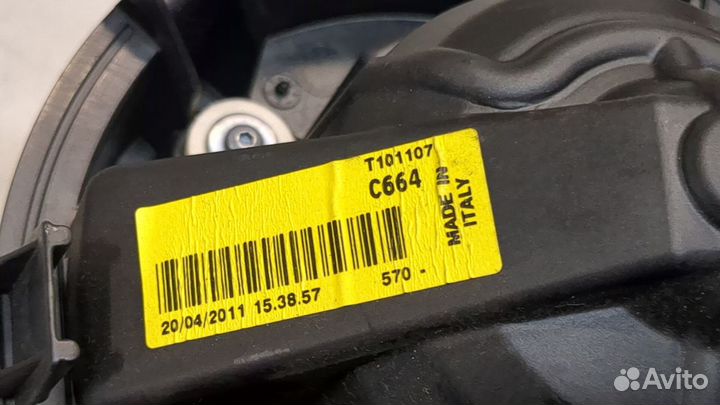 T101107
C664
MADE IN
ITALY
20/04/2011 15.38.57
570 -
Avito